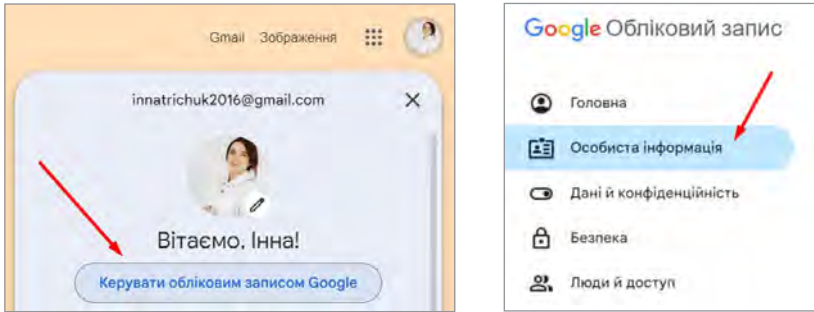 Gmail Зображення
innatrichuk2016@gmail.com
Вітаємо, Інна!
Керувати обліковим записом Google
Google Обліковий запис
Головна
Особиста інформація
Дані й конфіденційність
Безпека
Люди й доступ